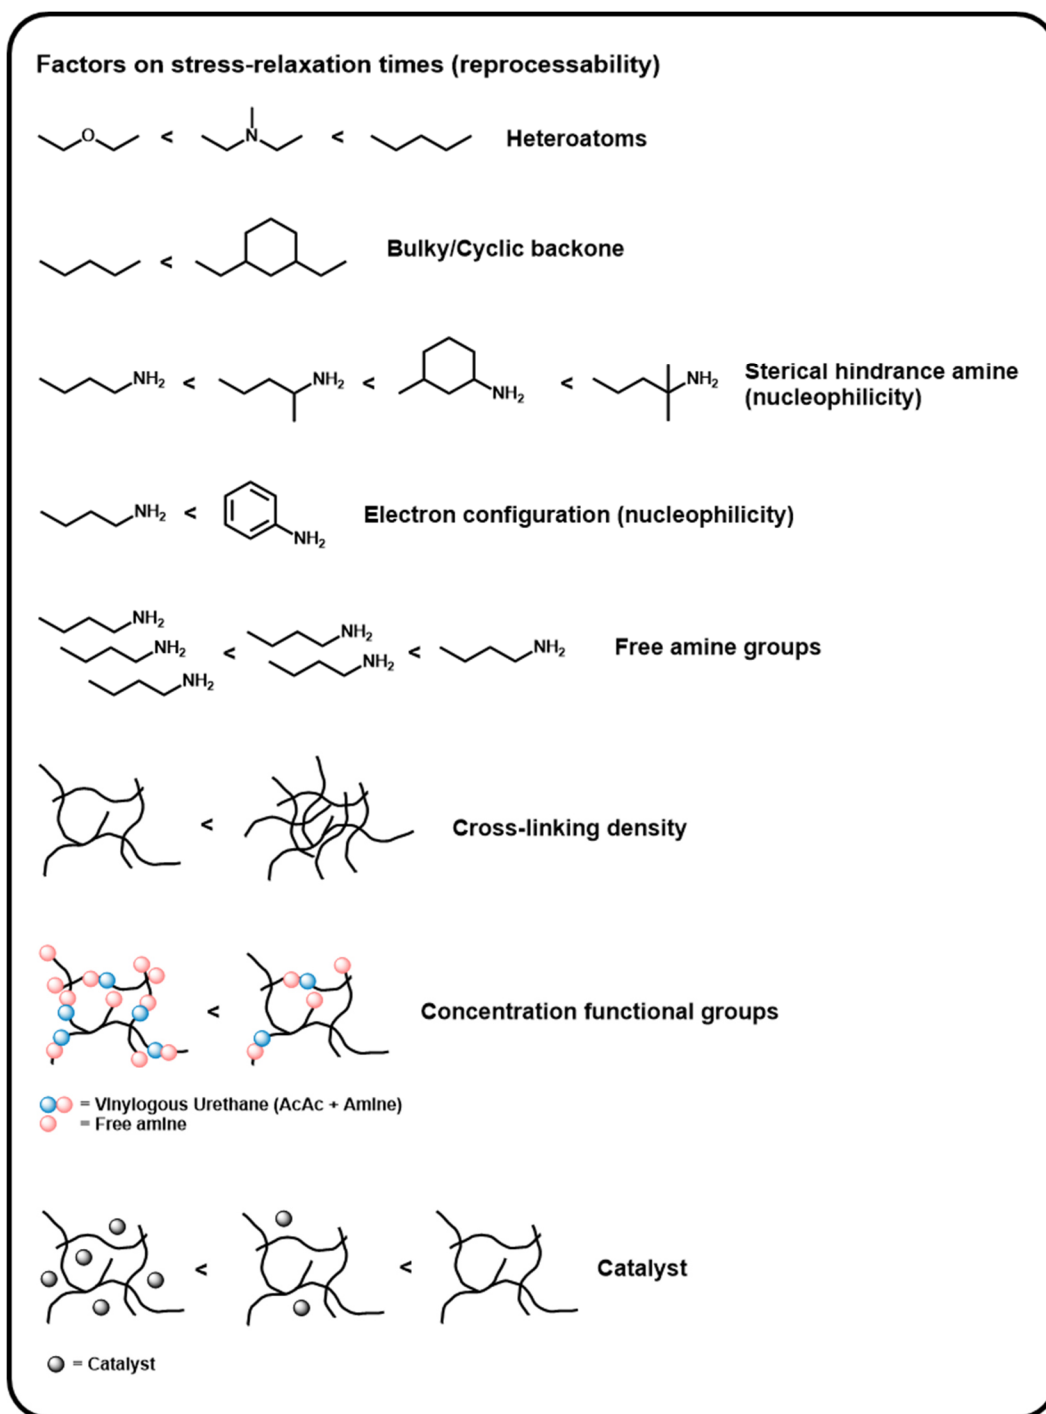 Factors on stress-relaxation times (reprocessability)
O < N < Heteroatoms
< Bulky/Cyclic backone
NH2 < NH2 < NH2 < NH2 Sterical hindrance amine
(nucleophilicity)
NH2 < NH2 Electron configuration (nucleophilicity)
NH2
NH2
NH2 < NH2
NH2 < NH2 Free amine groups
< Cross-linking density
< Concentration functional groups
= Vinylogous Urethane (AcAc + Amine)
= Free amine
< < Catalyst
= Catalyst